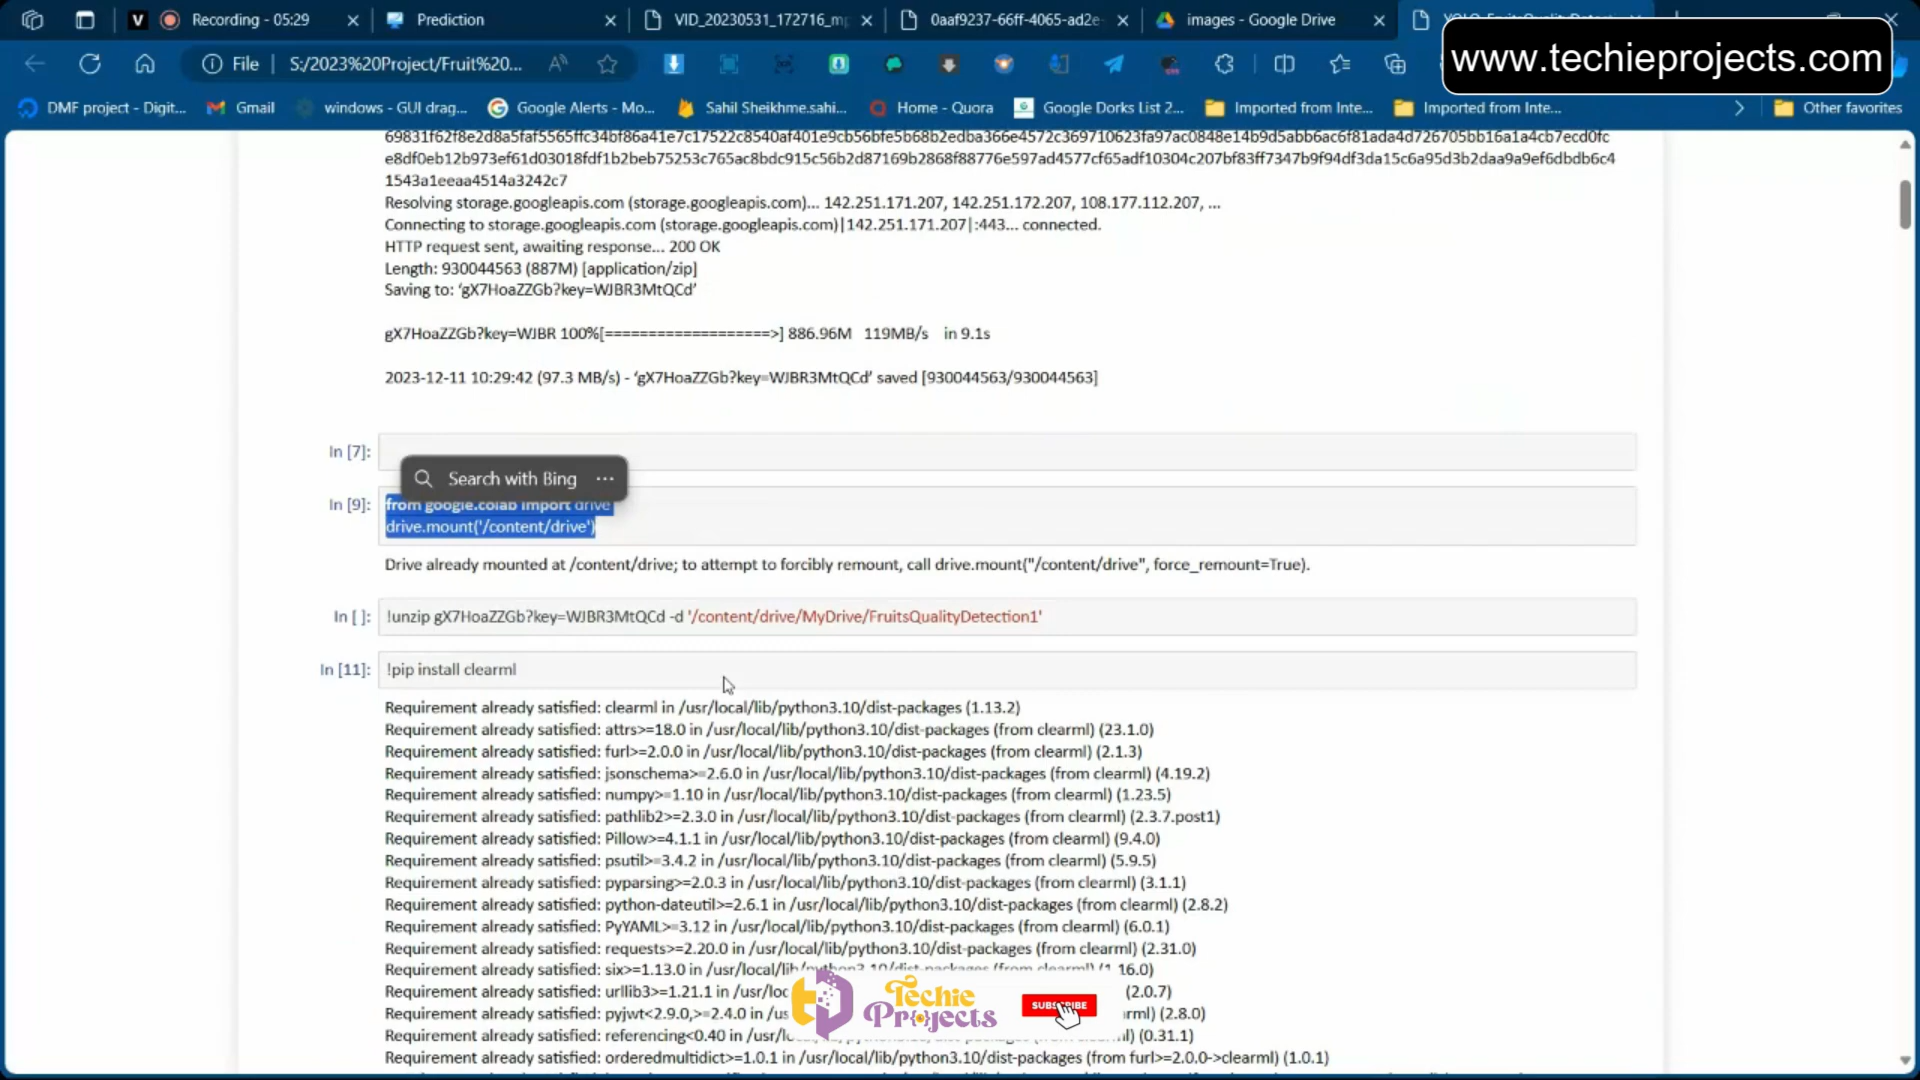 V Recording - 05:29
Prediction
VID_20230531_172716_mp
0aaf9237-66ff-4065-ad2e-
images - Google Drive
www.techieprojects.com
File S:/2023%20Project/Fruit%20...
DMF project - Digit...
Gmail
windows - GUI drag...
Google Alerts - Mo...
Sahil Sheikhme.sahi...
Home - Quora
Google Dorks List 2...
Imported from Inte...
Imported from Inte...
Other favorites
e8df0eb12b973ef61d03018fdf1b2beb75253c765ac8bdc915c56b2d87169b2868f88776e597ad4577cf65adf10304c207bf83ff7347b9f94df3da15c6a95d3b2daa9a9ef6dbdb6c4
1543a1eeaa4514a3242c7
Resolving storage.googleapis.com (storage.googleapis.com)... 142.251.171.207, 142.251.172.207, 108.177.112.207, ...
Connecting to storage.googleapis.com (storage.googleapis.com)|142.251.171.207|:443... connected.
HTTP request sent, awaiting response... 200 OK
Length: 930044563 (887M) [application/zip]
Saving to: ‘gX7HoaZZGb?key=WJBR3MtQCd’
gX7HoaZZGb?key=WJBR 100%[===================>] 886.96M 119MB/s in 9.1s
2023-12-11 10:29:42 (97.3 MB/s) - ‘gX7HoaZZGb?key=WJBR3MtQCd’ saved [930044563/930044563]
In [7]:
Search with Bing ...
In [9]: from google.colab import drive
drive.mount('/content/drive')
Drive already mounted at /content/drive; to attempt to forcibly remount, call drive.mount("/content/drive", force_remount=True).
In [ ]: !unzip gX7HoaZZGb?key=WJBR3MtQCd -d '/content/drive/MyDrive/FruitsQualityDetection1'
In [11]: !pip install clearml
Requirement already satisfied: clearml in /usr/local/lib/python3.10/dist-packages (1.13.2)
Requirement already satisfied: attrs>=18.0 in /usr/local/lib/python3.10/dist-packages (from clearml) (23.1.0)
Requirement already satisfied: furl>=2.0.0 in /usr/local/lib/python3.10/dist-packages (from clearml) (2.1.3)
Requirement already satisfied: jsonschema>=2.6.0 in /usr/local/lib/python3.10/dist-packages (from clearml) (4.19.2)
Requirement already satisfied: numpy>=1.10 in /usr/local/lib/python3.10/dist-packages (from clearml) (1.23.5)
Requirement already satisfied: pathlib2>=2.3.0 in /usr/local/lib/python3.10/dist-packages (from clearml) (2.3.7.post1)
Requirement already satisfied: Pillow>=4.1.1 in /usr/local/lib/python3.10/dist-packages (from clearml) (9.4.0)
Requirement already satisfied: psutil>=3.4.2 in /usr/local/lib/python3.10/dist-packages (from clearml) (5.9.5)
Requirement already satisfied: pyparsing>=2.0.3 in /usr/local/lib/python3.10/dist-packages (from clearml) (3.1.1)
Requirement already satisfied: python-dateutil>=2.6.1 in /usr/local/lib/python3.10/dist-packages (from clearml) (2.8.2)
Requirement already satisfied: PyYAML>=3.12 in /usr/local/lib/python3.10/dist-packages (from clearml) (6.0.1)
Requirement already satisfied: requests>=2.20.0 in /usr/local/lib/python3.10/dist-packages (from clearml) (2.31.0)
Requirement already satisfied: six>=1.13.0 in /usr/local/lib/python3.10/dist-packages (from clearml) (1.16.0)
Requirement already satisfied: urllib3>=1.21.1 in /usr/loc (2.0.7)
Requirement already satisfied: pyjwt<2.9.0,>=2.4.0 in /us rml) (2.8.0)
Requirement already satisfied: referencing<0.40 in /usr/l (0.31.1)
Requirement already satisfied: orderedmultidict>=1.0.1 in /usr/local/lib/python3.10/dist-packages (from furl>=2.0.0->clearml) (1.0.1)
Techie
Projects
SUBSCRIBE